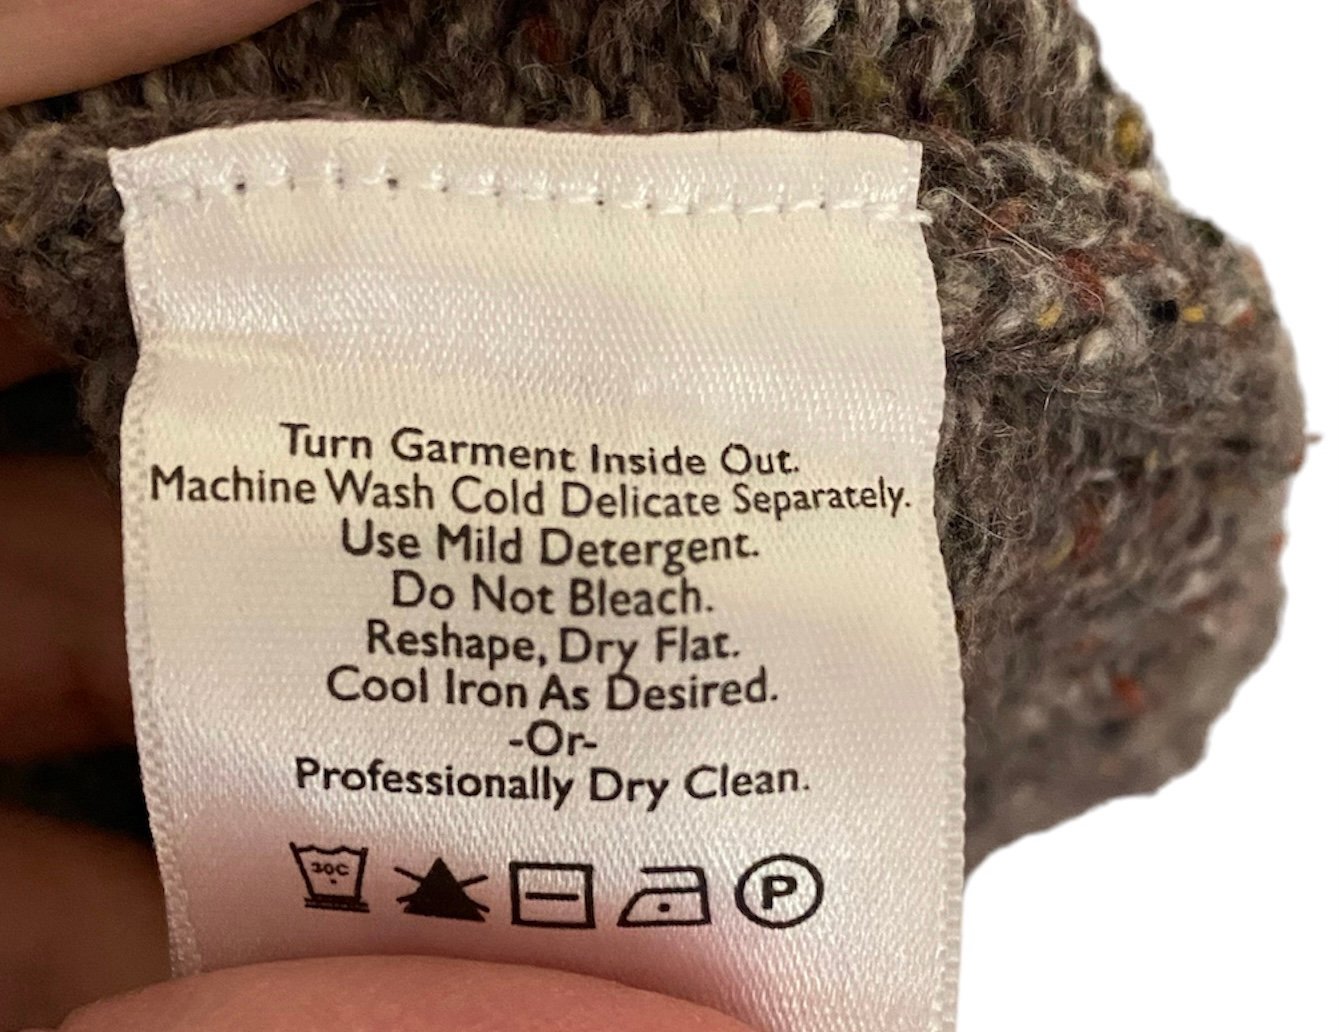 Turn Garment Inside Out.
Machine Wash Cold Delicate Separately.
Use Mild Detergent.
Do Not Bleach.
Reshape, Dry Flat.
Cool Iron As Desired.
-Or-
Professionally Dry Clean.
30C P